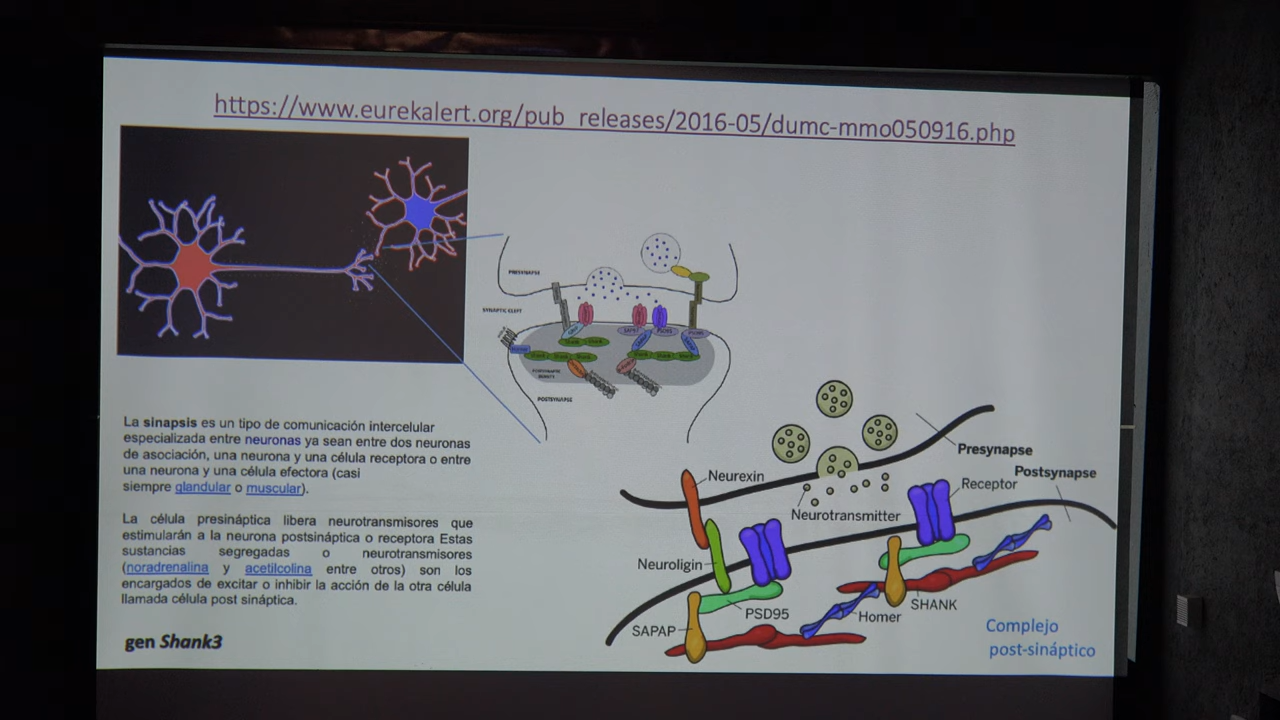 https://www.eurekalert.org/pub_releases/2016-05/dumc-mmo050916.php
PRESYNAPSE
SYNAPTIC CLEFT
POSTSYNAPTIC
DENSITY
POSTSYNAPSE
La sinapsis es un tipo de comunicación intercelular
especializada entre neuronas ya sean entre dos neuronas
de asociación, una neurona y una célula receptora o entre
una neurona y una célula efectora (casi
siempre glandular o muscular).
La célula presináptica libera neurotransmisores que
estimularán a la neurona postsináptica o receptora Estas
sustancias segregadas o neurotransmisores
(noradrenalina y acetilcolina entre otros) son los
encargados de excitar o inhibir la acción de la otra célula
llamada célula post sináptica.
gen Shank3
Presynapse
Postsynapse
Neurexin
Receptor
Neurotransmitter
Neuroligin
PSD95
Homer
SHANK
SAPAP
Complejo
post-sináptico